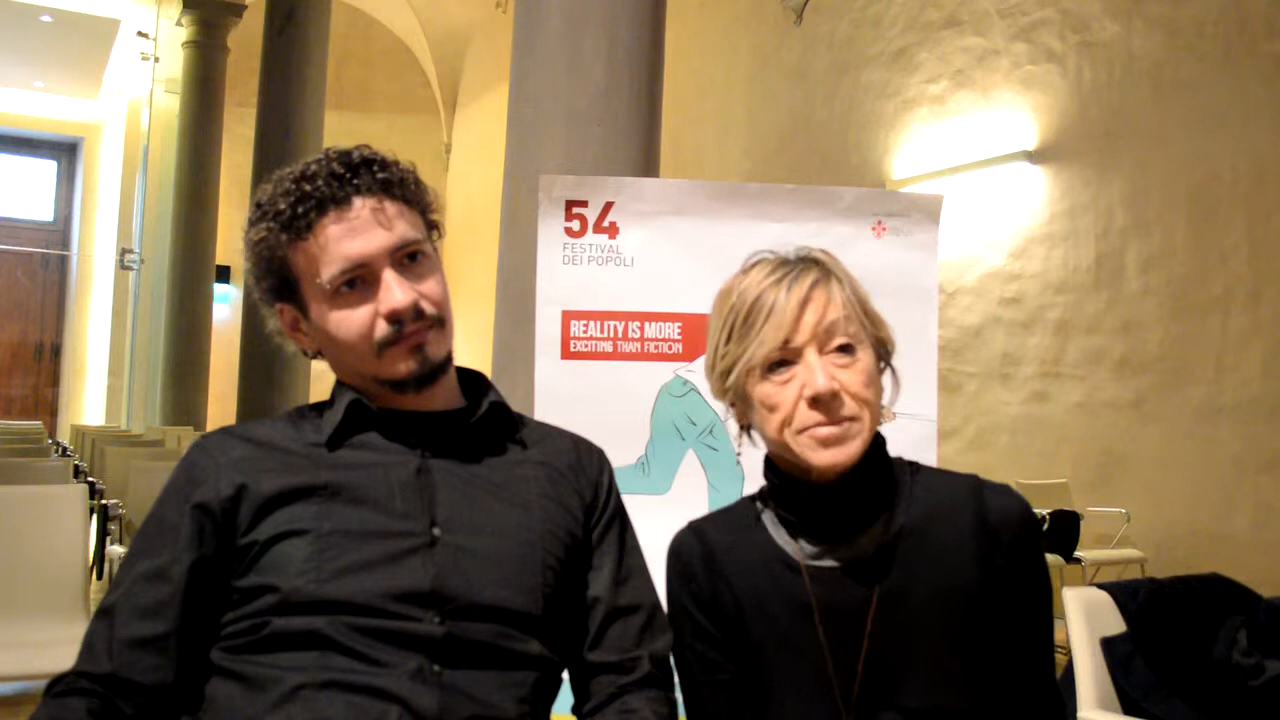 54
FESTIVAL
DEI POPOLI
REALITY IS MORE
EXCITING THAN FICTION